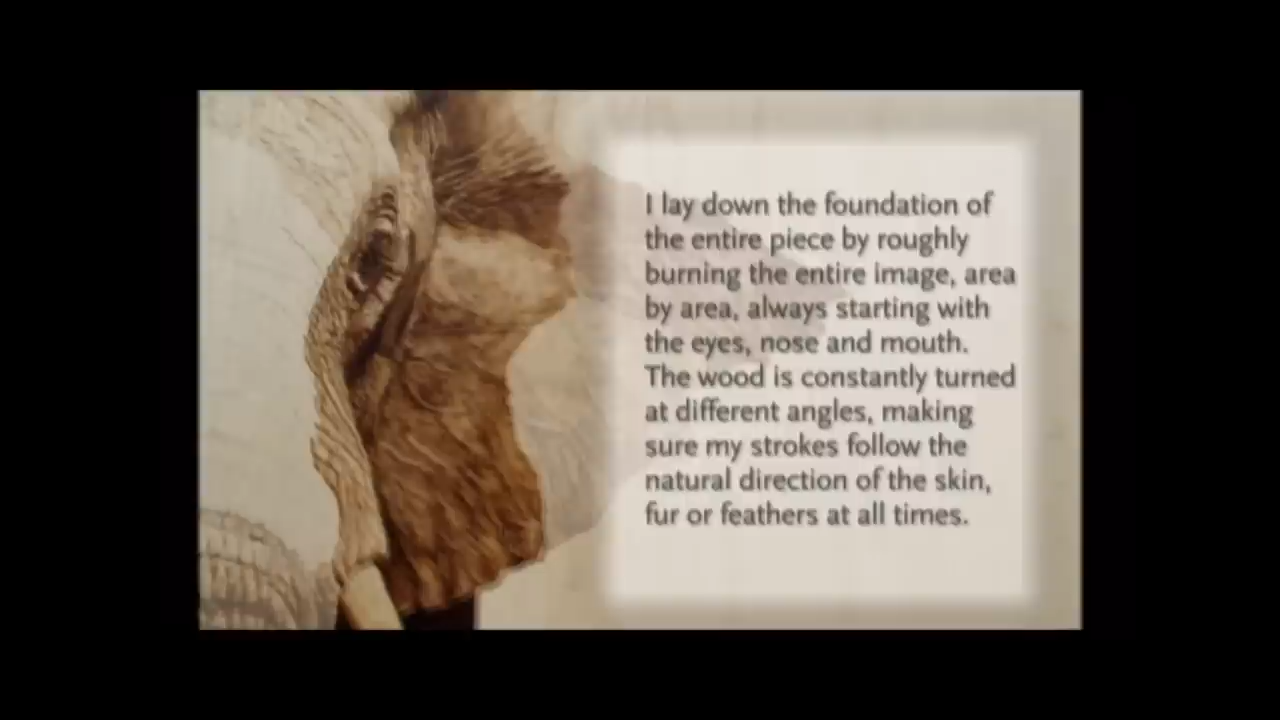 I lay down the foundation of
the entire piece by roughly
burning the entire image, area
by area, always starting with
the eyes, nose and mouth.
The wood is constantly turned
at different angles, making
sure my strokes follow the
natural direction of the skin,
fur or feathers at all times.